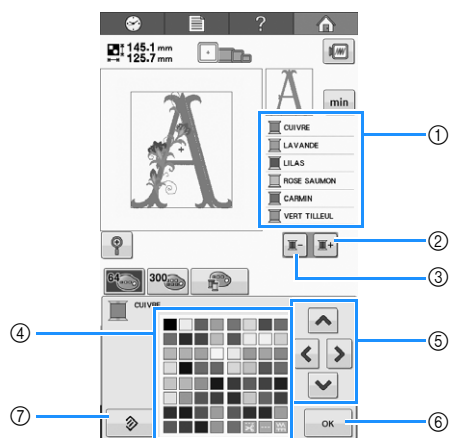 ?
145.1 mm
125.7 mm
min
CUIVRE
LAVANDE
LILAS
ROSE SAUMON
CARMIN
VERT TILLEUL
①
②
③
- +
64 300
CUIVRE
④
⑤
⑥
⑦
OK